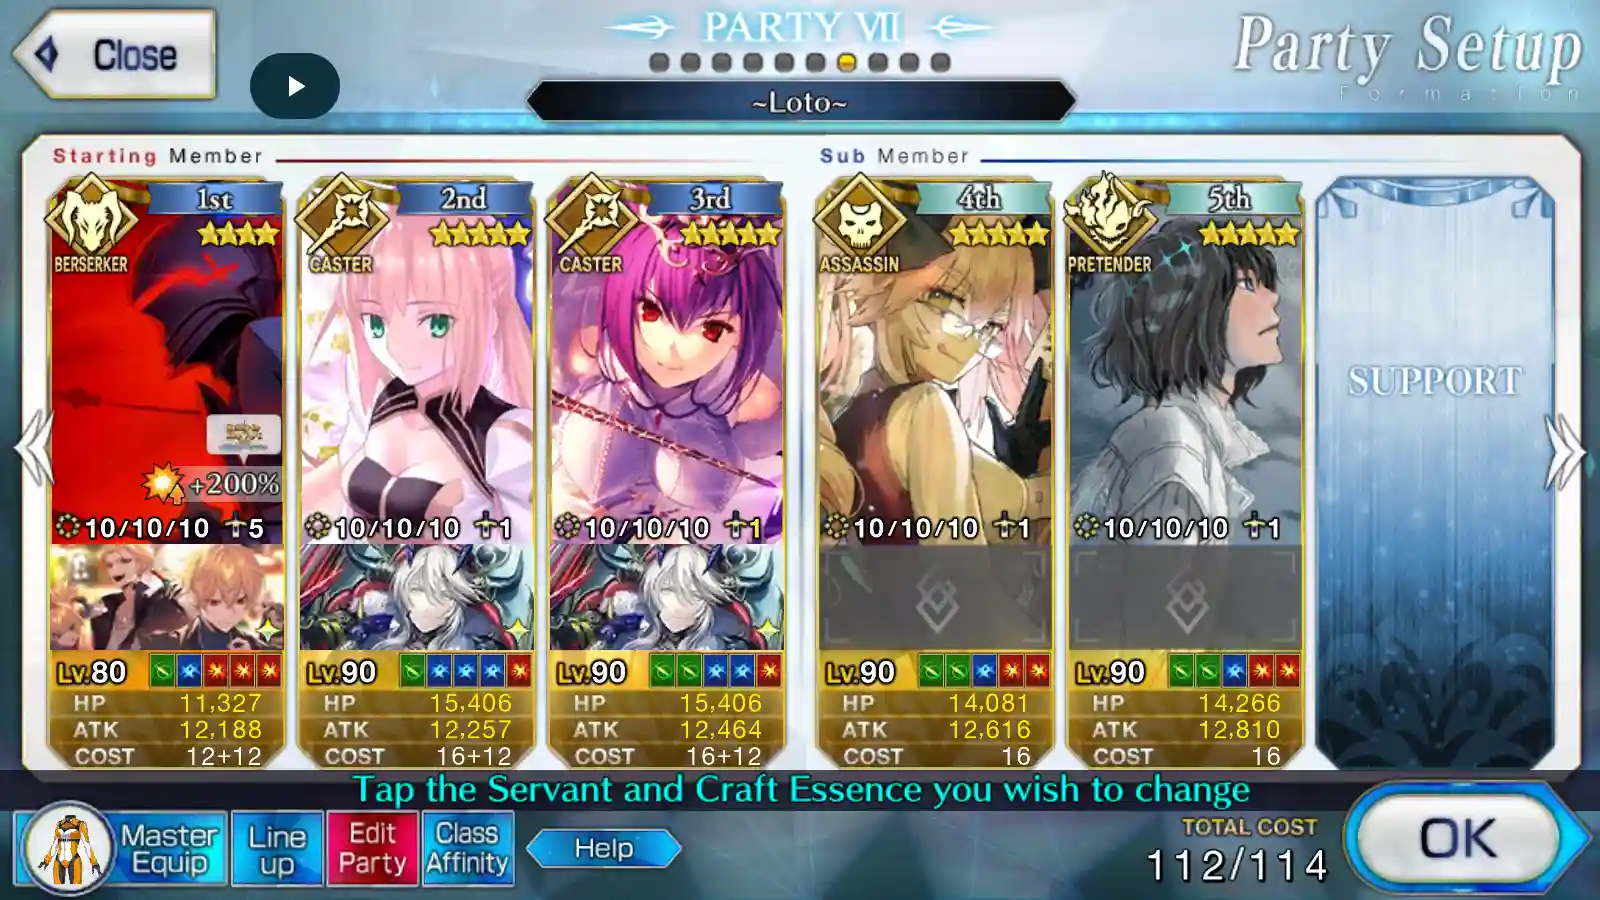 Close
PARTY VII
~Loto~
Party Setup
Formation
Starting Member
Sub Member
1st
BERSERKER
+200%
10/10/10 5
Lv.80
HP 11,327
ATK 12,188
COST 12+12
2nd
CASTER
10/10/10 1
Lv.90
HP 15,406
ATK 12,257
COST 16+12
3rd
CASTER
10/10/10 1
Lv.90
HP 15,406
ATK 12,464
COST 16+12
4th
ASSASSIN
10/10/10 1
Lv.90
HP 14,081
ATK 12,616
COST 16
5th
PRETENDER
10/10/10 1
Lv.90
HP 14,266
ATK 12,810
COST 16
SUPPORT
Tap the Servant and Craft Essence you wish to change
Master
Equip
Line
up
Edit
Party
Class
Affinity
Help
TOTAL COST
112/114
OK